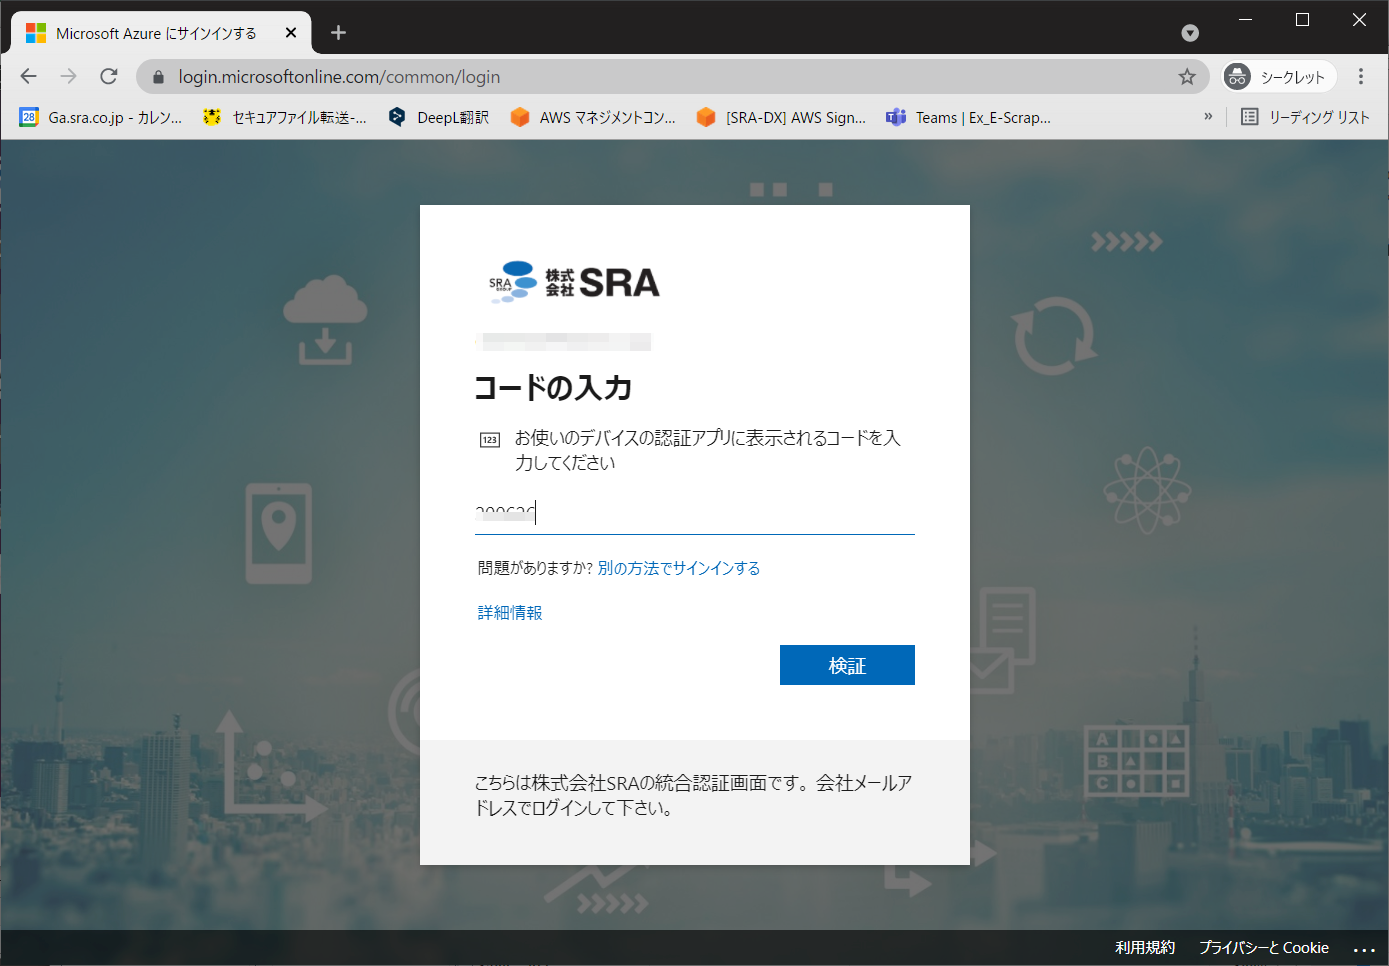 Microsoft Azure にサインインする
login.microsoftonline.com/common/login
シークレット
28
Ga.sra.co.jp - カレン...
セキュアファイル転送-...
DeepL翻訳
AWS マネジメントコン...
[SRA-DX] AWS Sign...
Teams | Ex_E-Scrap...
»
リーディング リスト
SRA
GROUP
株式
会社
SRA
コードの入力
123
お使いのデバイスの認証アプリに表示されるコードを入
力してください
問題がありますか? 別の方法でサインインする
詳細情報
検証
こちらは株式会社SRAの統合認証画面です。会社メールア
ドレスでログインして下さい。
A
B
C
利用規約
プライバシーと Cookie
...